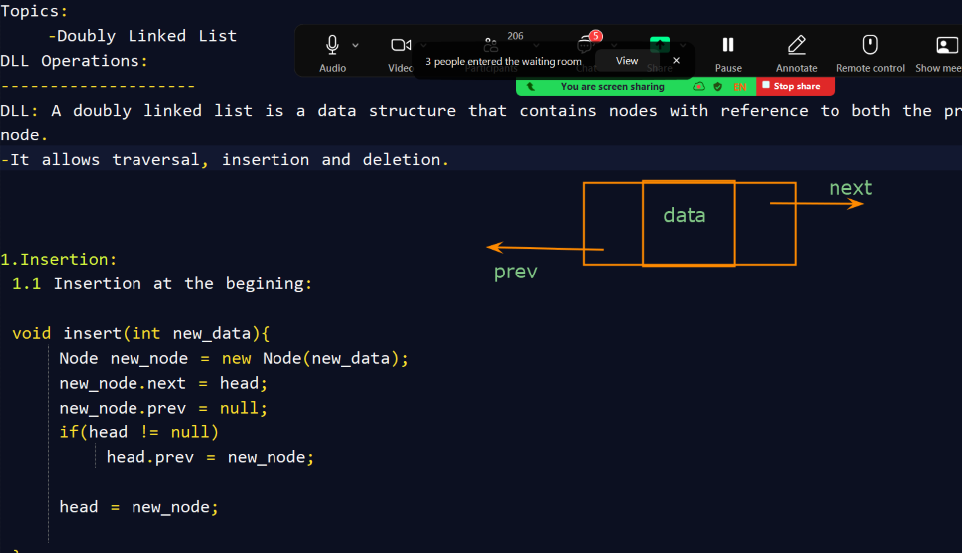 Topics:
-Doubly Linked List
DLL Operations:
--------------------
DLL: A doubly linked list is a data structure that contains nodes with reference to both the pr
node.
-It allows traversal, insertion and deletion.
206
5
3 people entered the waiting room
View
×
Audio
Video
Participants
Chat
Share
Pause
Annotate
Remote control
Show mee
You are screen sharing
EN
Stop share
next
data
prev
1.Insertion:
1.1 Insertion at the begining:
void insert(int new_data){
Node new_node = new Node(new_data);
new_node.next = head;
new_node.prev = null;
if(head != null)
head.prev = new_node;
head = new_node;
}